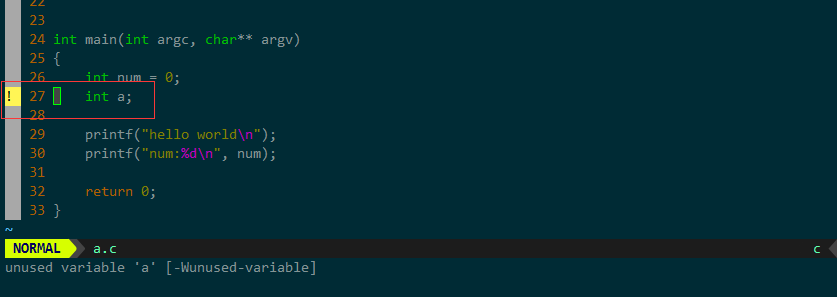 22
23
24 int main(int argc, char** argv)
25 {
26     int num = 0;
! 27     int a;
28
29     printf("hello world\n");
30     printf("num:%d\n", num);
31
32     return 0;
33 }
~
NORMAL a.c c
unused variable 'a' [-Wunused-variable]